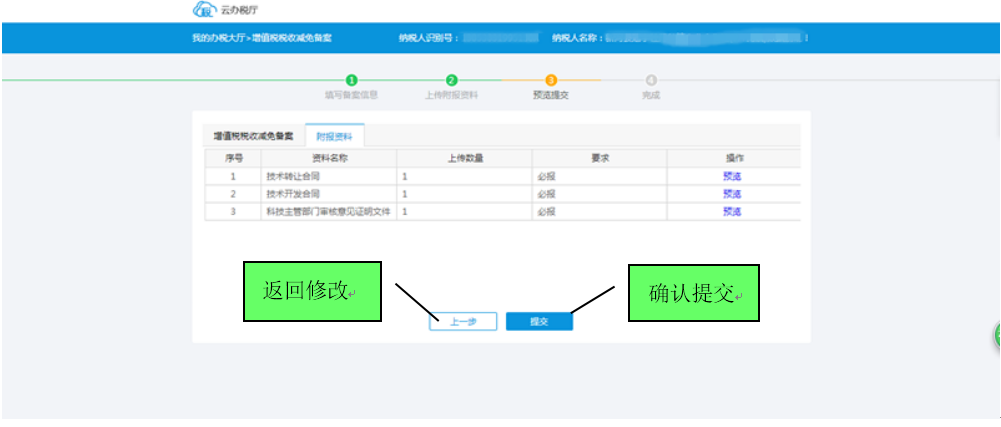 云办税厅
我的办税大厅>增值税税收减免备案 纳税人识别号: 纳税人名称:
1 2 3 4
填写备案信息 上传附报资料 预览提交 完成
增值税税收减免备案 附报资料
序号 资料名称 上传数量 要求 操作
1 技术转让合同 1 必报 预览
2 技术开发合同 1 必报 预览
3 科技主管部门审核意见证明文件 1 必报 预览
返回修改 确认提交
上一步 提交